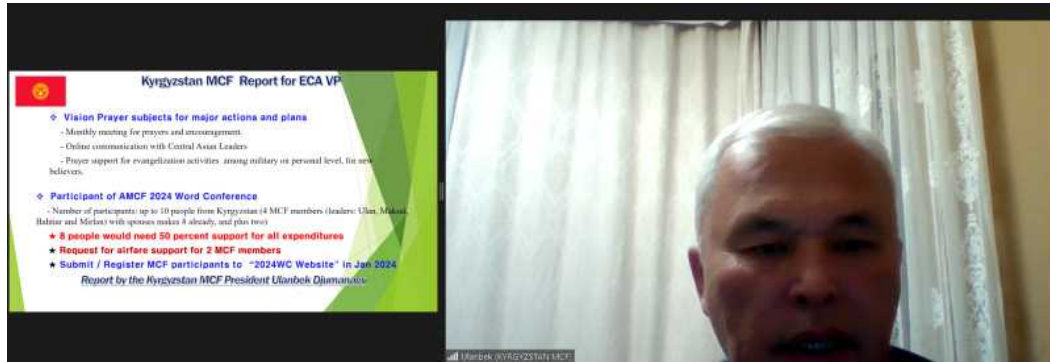 Kyrgyzstan MCF Report for ECA VP
❖ Vision Prayer subjects for major actions and plans
- Monthly meeting for prayers and encouragement.
- Online communication with Central Asian Leaders
- Prayer support for evangelization activities among military on personal level, for new
believers.
❖ Participant of AMCF 2024 Word Conference
- Number of participants: up to 10 people from Kyrgyzstan (4 MCF members (leaders: Ulan,
and Mirlan) with spouses makes 8 already, and plus two)
★ 8 people would need 50 percent support for all expenditures
★ Request for airfare support for 2 MCF members
★ Submit / Register MCF participants to “2024WC Website” in Jan 2024
Report by the Kyrgyzstan MCF President Ulanbek
Ulanbek (KYRGYZSTAN MCF)